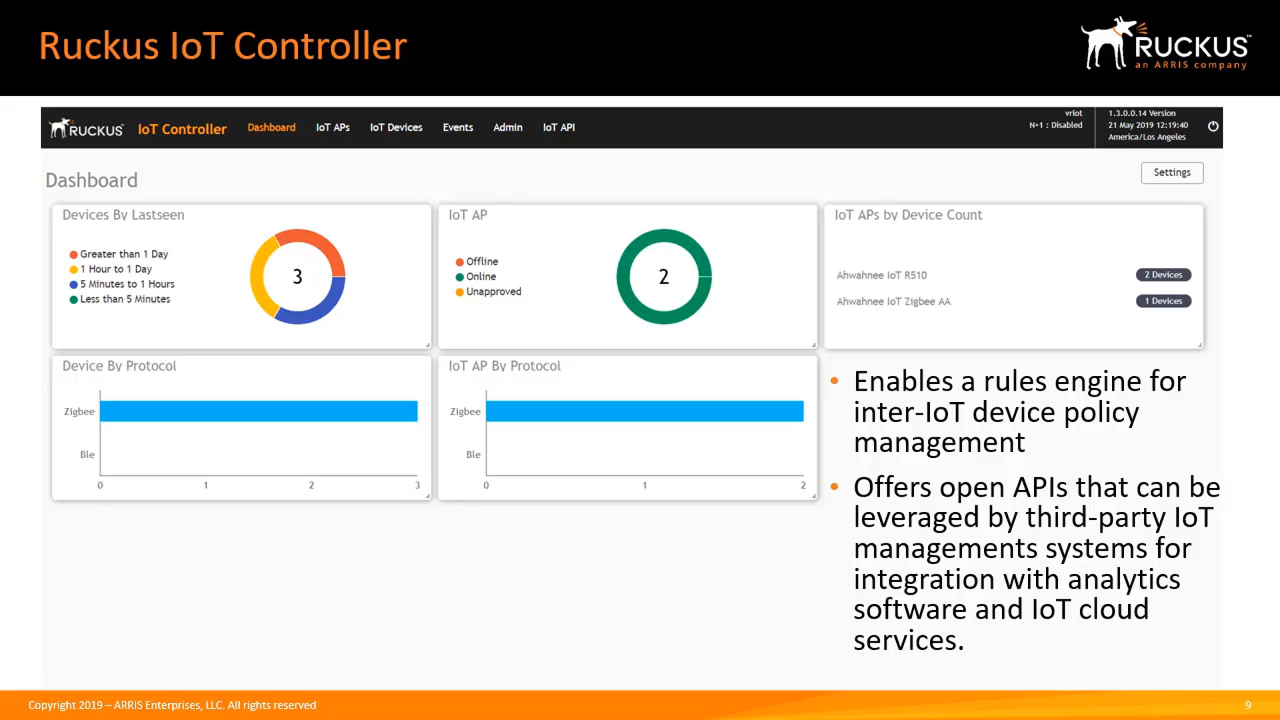 Ruckus IoT Controller
RUCKUS™
an ARRIS company
RUCKUS IoT Controller Dashboard IoT APs IoT Devices Events Admin IoT API
vriot
N+1 : Disabled
1.3.0.0.14 Version
21 May 2019 12:19:40
America/Los Angeles
Dashboard
Settings
Devices By Lastseen
Greater than 1 Day
1 Hour to 1 Day
5 Minutes to 1 Hours
Less than 5 Minutes
3
IoT AP
Offline
Online
Unapproved
2
IoT APs by Device Count
Ahwahnee IoT R510 2 Devices
Ahwahnee IoT Zigbee AA 1 Devices
Device By Protocol
Zigbee
Ble
0 1 2 3
IoT AP By Protocol
Zigbee
Ble
0 1 2
• Enables a rules engine for
inter-IoT device policy
management
• Offers open APIs that can be
leveraged by third-party IoT
managements systems for
integration with analytics
software and IoT cloud
services.
Copyright 2019 – ARRIS Enterprises, LLC. All rights reserved
9